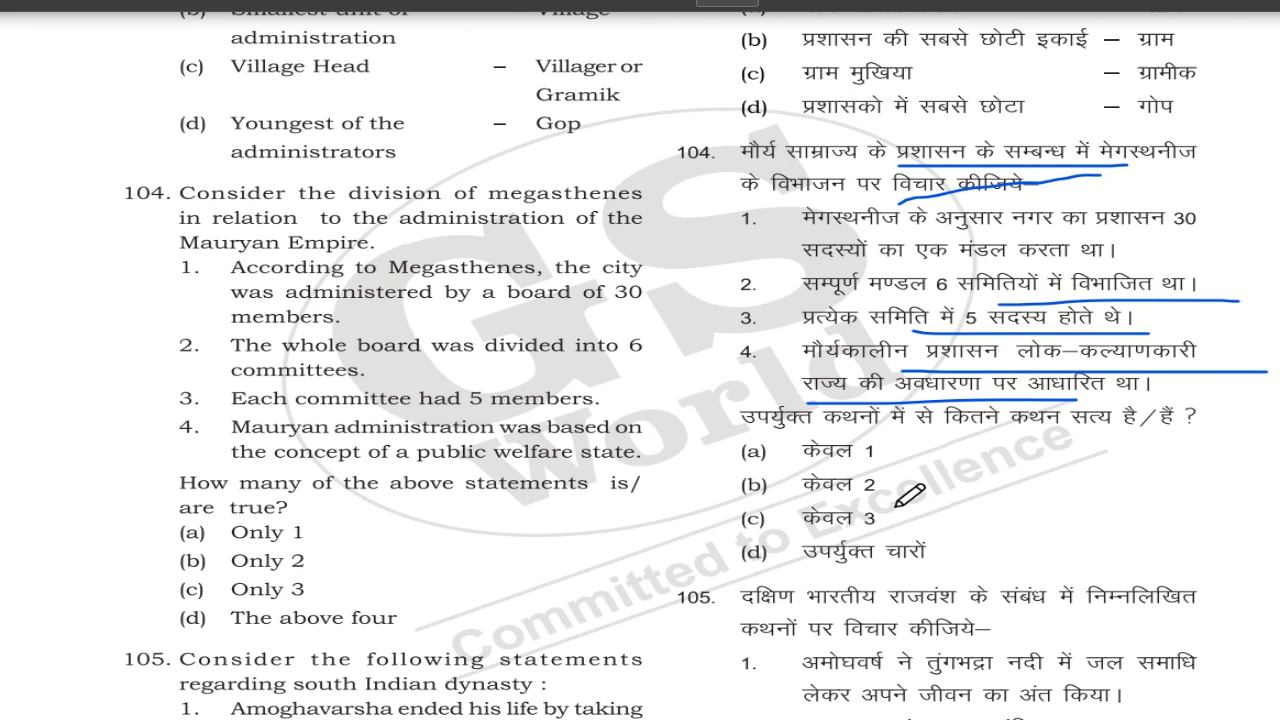 (b) Smallest unit of – Village
administration
(c) Village Head – Villager or
Gramik
(d) Youngest of the – Gop
administrators
104. Consider the division of megasthenes
in relation to the administration of the
Mauryan Empire.
1. According to Megasthenes, the city
was administered by a board of 30
members.
2. The whole board was divided into 6
committees.
3. Each committee had 5 members.
4. Mauryan administration was based on
the concept of a public welfare state.
How many of the above statements is/
are true?
(a) Only 1
(b) Only 2
(c) Only 3
(d) The above four
105. Consider the following statements
regarding south Indian dynasty :
1. Amoghavarsha ended his life by taking
(b) प्रशासन की सबसे छोटी इकाई – ग्राम
(c) ग्राम मुखिया – ग्रामीक
(d) प्रशासको में सबसे छोटा – गोप
104. मौर्य साम्राज्य के प्रशासन के सम्बन्ध में मेगस्थनीज
के विभाजन पर विचार कीजिये–
1. मेगस्थनीज के अनुसार नगर का प्रशासन 30
सदस्यों का एक मंडल करता था।
2. सम्पूर्ण मण्डल 6 समितियों में विभाजित था।
3. प्रत्येक समिति में 5 सदस्य होते थे।
4. मौर्यकालीन प्रशासन लोक–कल्याणकारी
राज्य की अवधारणा पर आधारित था।
उपर्युक्त कथनों में से कितने कथन सत्य है/हैं ?
(a) केवल 1
(b) केवल 2
(c) केवल 3
(d) उपर्युक्त चारों
105. दक्षिण भारतीय राजवंश के संबंध में निम्नलिखित
कथनों पर विचार कीजिये–
1. अमोघवर्ष ने तुंगभद्रा नदी में जल समाधि
लेकर अपने जीवन का अंत किया।
GS
World
Committed to Excellence